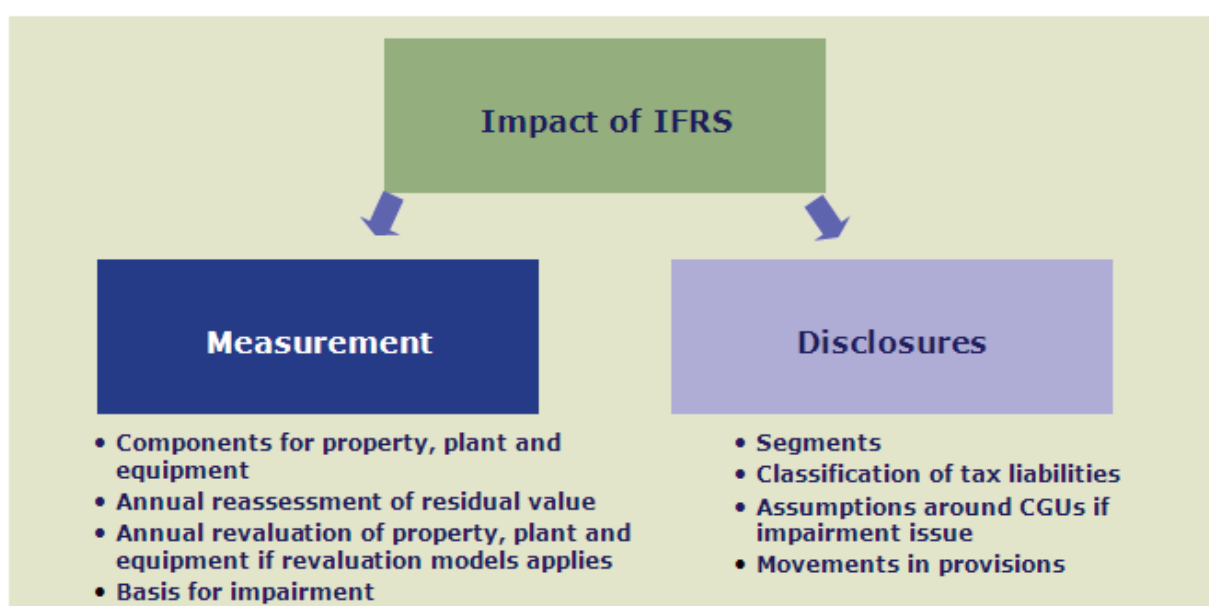 Impact of IFRS
Measurement
• Components for property, plant and
equipment
• Annual reassessment of residual value
• Annual revaluation of property, plant and
equipment if revaluation models applies
• Basis for impairment
Disclosures
• Segments
• Classification of tax liabilities
• Assumptions around CGUs if
impairment issue
• Movements in provisions